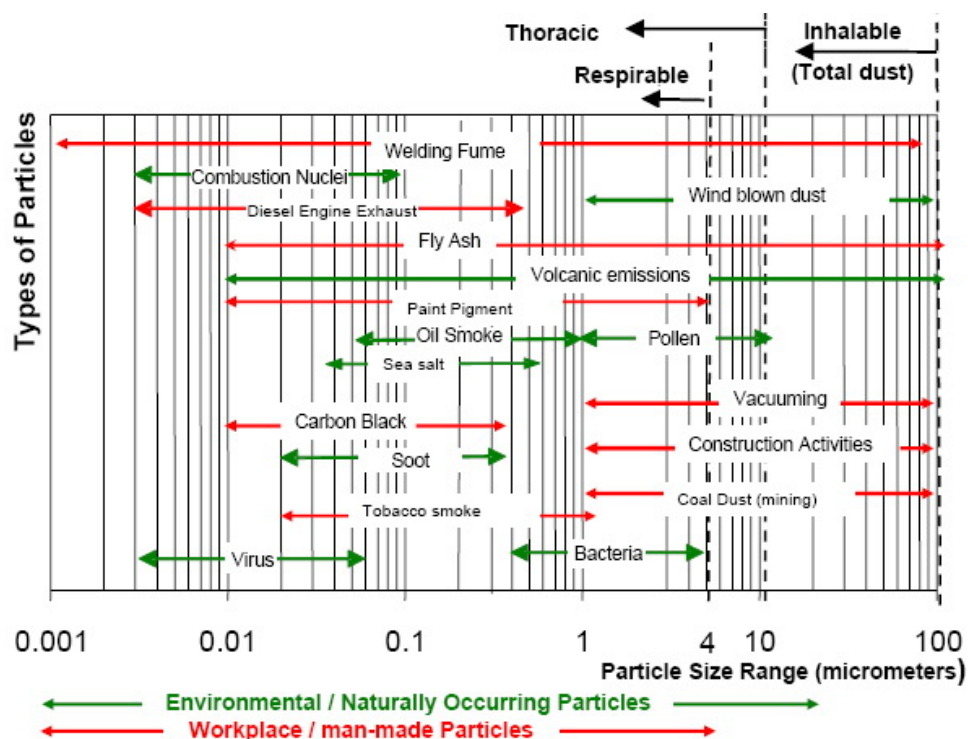 Thoracic
Inhalable
Respirable
(Total dust)
Types of Particles
Welding Fume
Combustion Nuclei
Wind blown dust
Diesel Engine Exhaust
Fly Ash
Volcanic emissions
Paint Pigment
Oil Smoke
Pollen
Sea salt
Vacuuming
Carbon Black
Construction Activities
Soot
Coal Dust (mining)
Tobacco smoke
Virus
Bacteria
0.001 0.01 0.1 1 4 10 100
Particle Size Range (micrometers)
Environmental / Naturally Occurring Particles
Workplace / man-made Particles